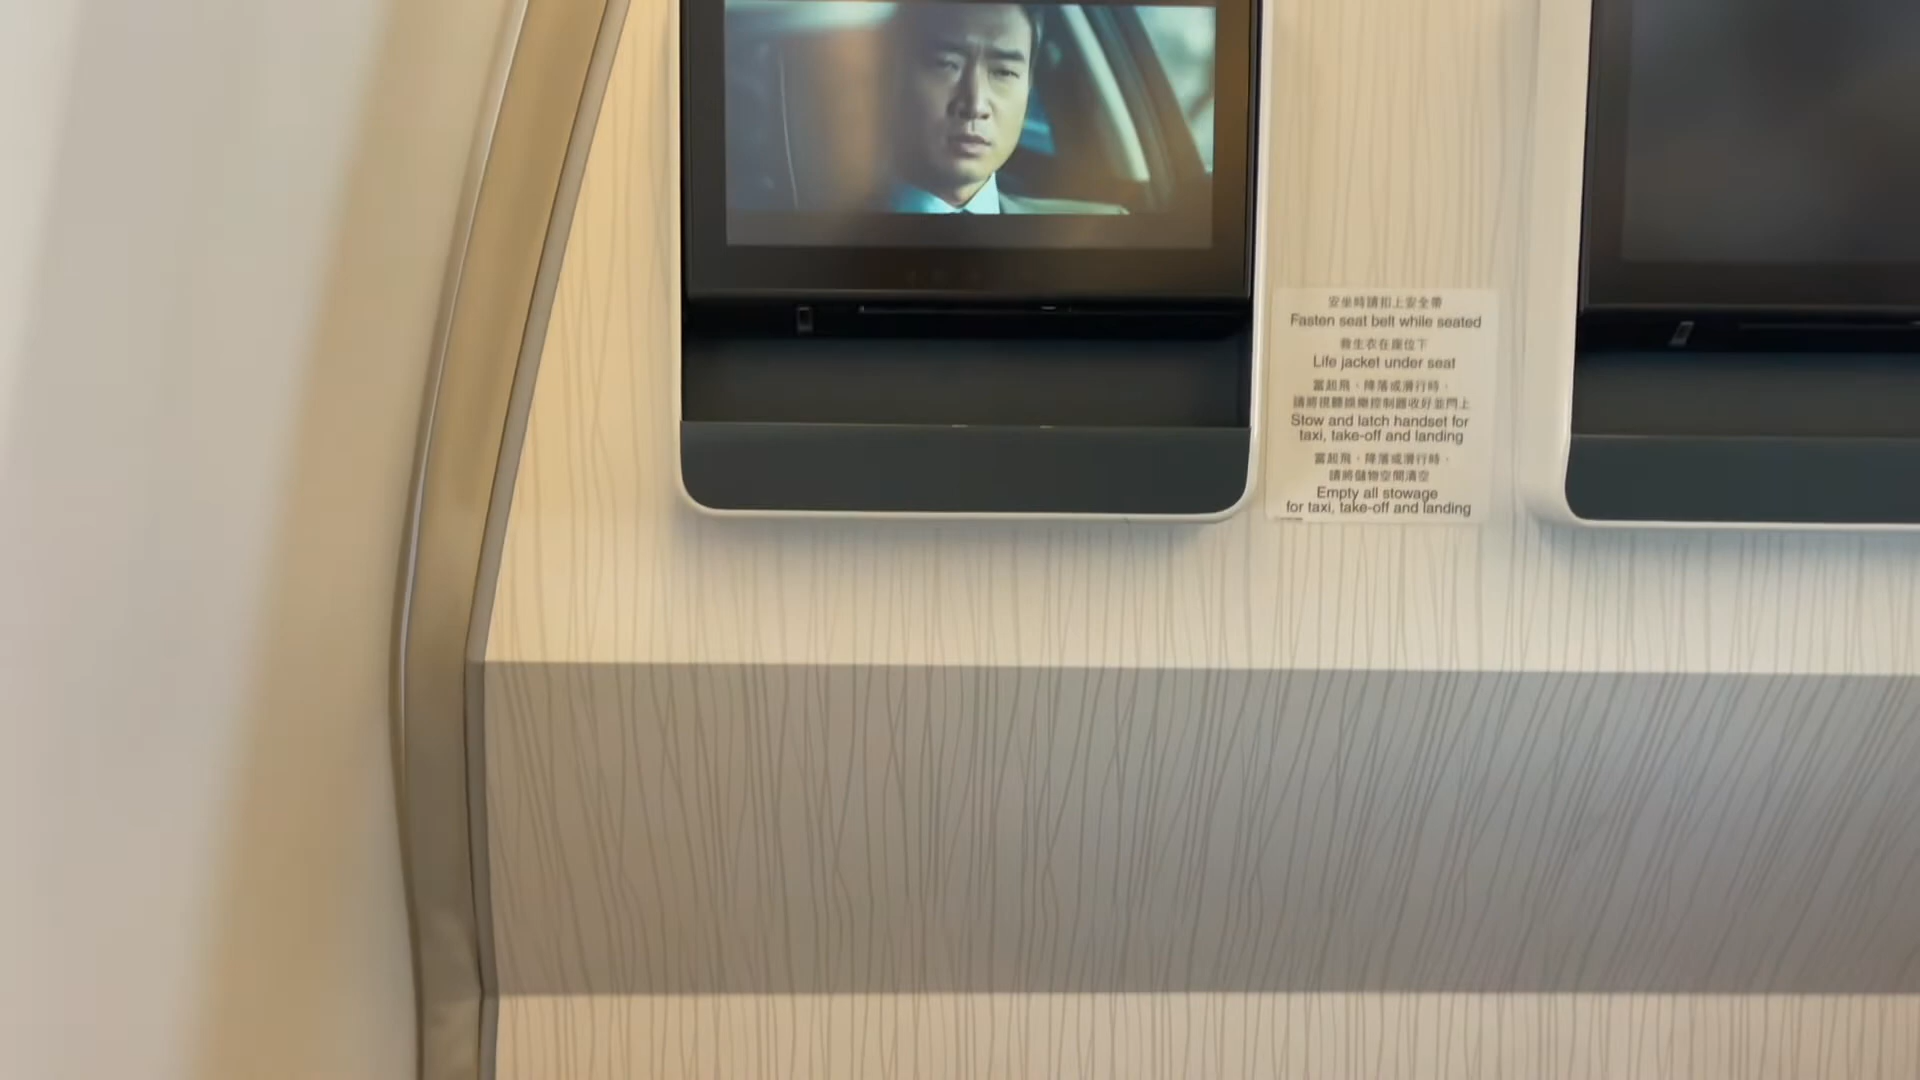 安坐時請扣上安全帶
Fasten seat belt while seated
救生衣在座位下
Life jacket under seat
當起飛、降落或滑行時，
請將視聽娛樂控制器收好並閂上
Stow and latch handset for
taxi, take-off and landing
當起飛、降落或滑行時，
請將儲物空間清空
Empty all stowage
for taxi, take-off and landing